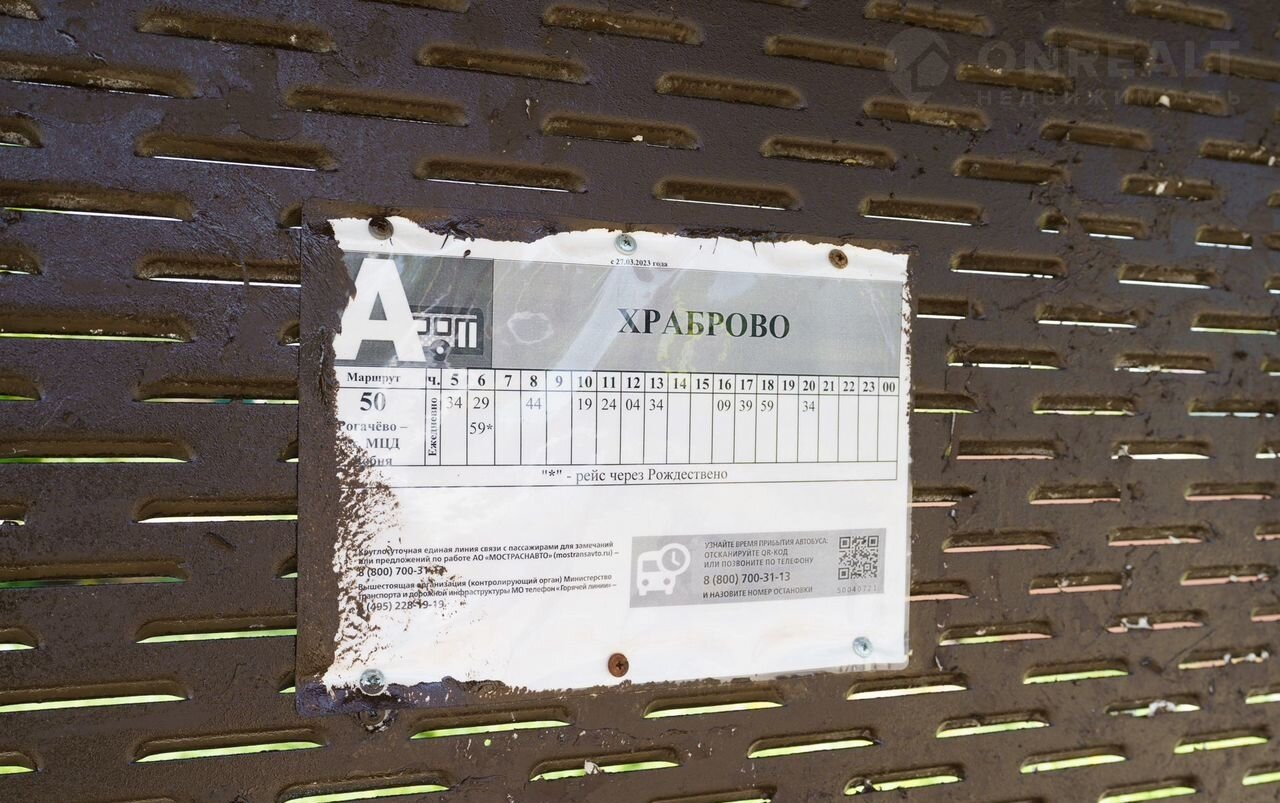 ONREALT
НЕДВИЖИМОСТЬ
с 27.03.2023 года
А
ХРАБРОВО
Маршрут ч. 5 6 7 8 9 10 11 12 13 14 15 16 17 18 19 20 21 22 23 00
50 Ежедневно 34 29 44 19 24 04 34 09 39 59 34
Рогачёво –
59*
МЦД
"*" - рейс через Рождествено
Круглосуточная единая линия связи с пассажирами для замечаний
или предложений по работе АО «МОСТРАСНАВТО» (mostransavto.ru) –
8 (800) 700-31-13
Вышестоящая организация (контролирующий орган) Министерство
транспорта и дорожной инфраструктуры МО телефон «Горячей линии» –
(495) 228-19-19
УЗНАЙТЕ ВРЕМЯ ПРИБЫТИЯ АВТОБУСА:
ОТСКАНИРУЙТЕ QR-КОД
ИЛИ ПОЗВОНИТЕ ПО ТЕЛЕФОНУ
8 (800) 700-31-13
И НАЗОВИТЕ НОМЕР ОСТАНОВКИ
50040721